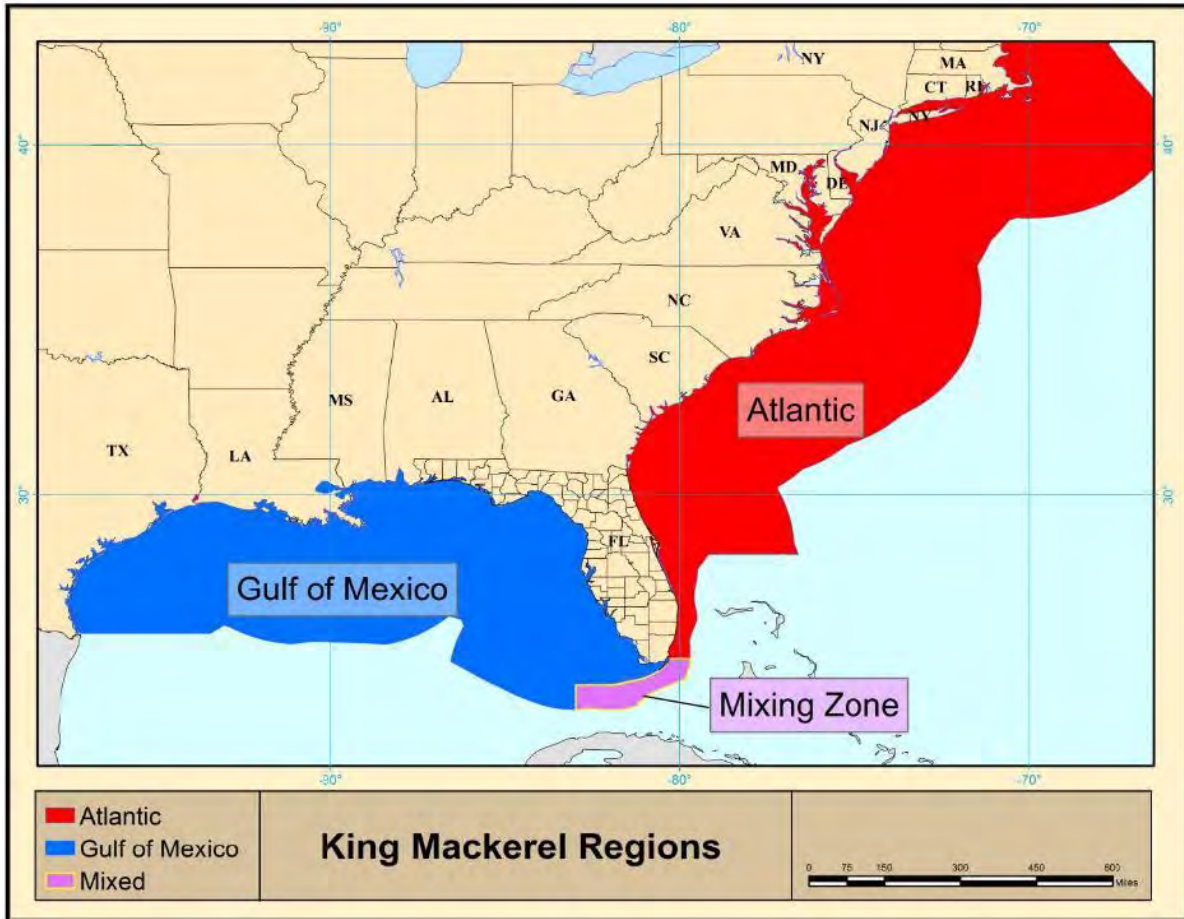 -90°
-80°
-70°
NY
MA
CT
RI
NY
NJ
40°
40°
MD
DE
VA
NC
SC
Atlantic
MS
AL
GA
TX
LA
30°
30°
FL
Gulf of Mexico
Mixing Zone
-90°
-80°
-70°
Atlantic
Gulf of Mexico
Mixed
King Mackerel Regions
0 75 150 300 450 600
Miles